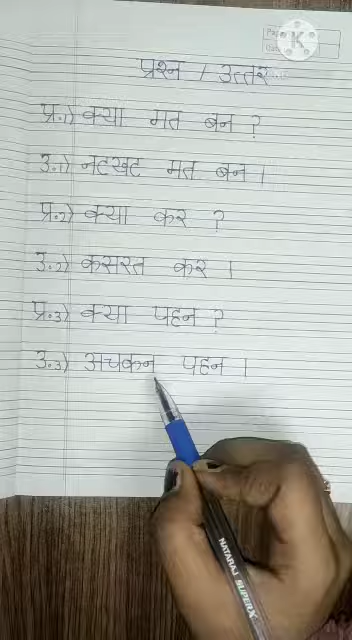 प्रश्न / उत्तर
प्र.1) क्या मत बन ?
उ.1) नटखट मत बन ।
प्र.2) क्या कर ?
उ.2) कसरत कर ।
प्र.3) क्या पहन ?
उ.3) अचकन पहन ।
K
NATARAJ SUPERX